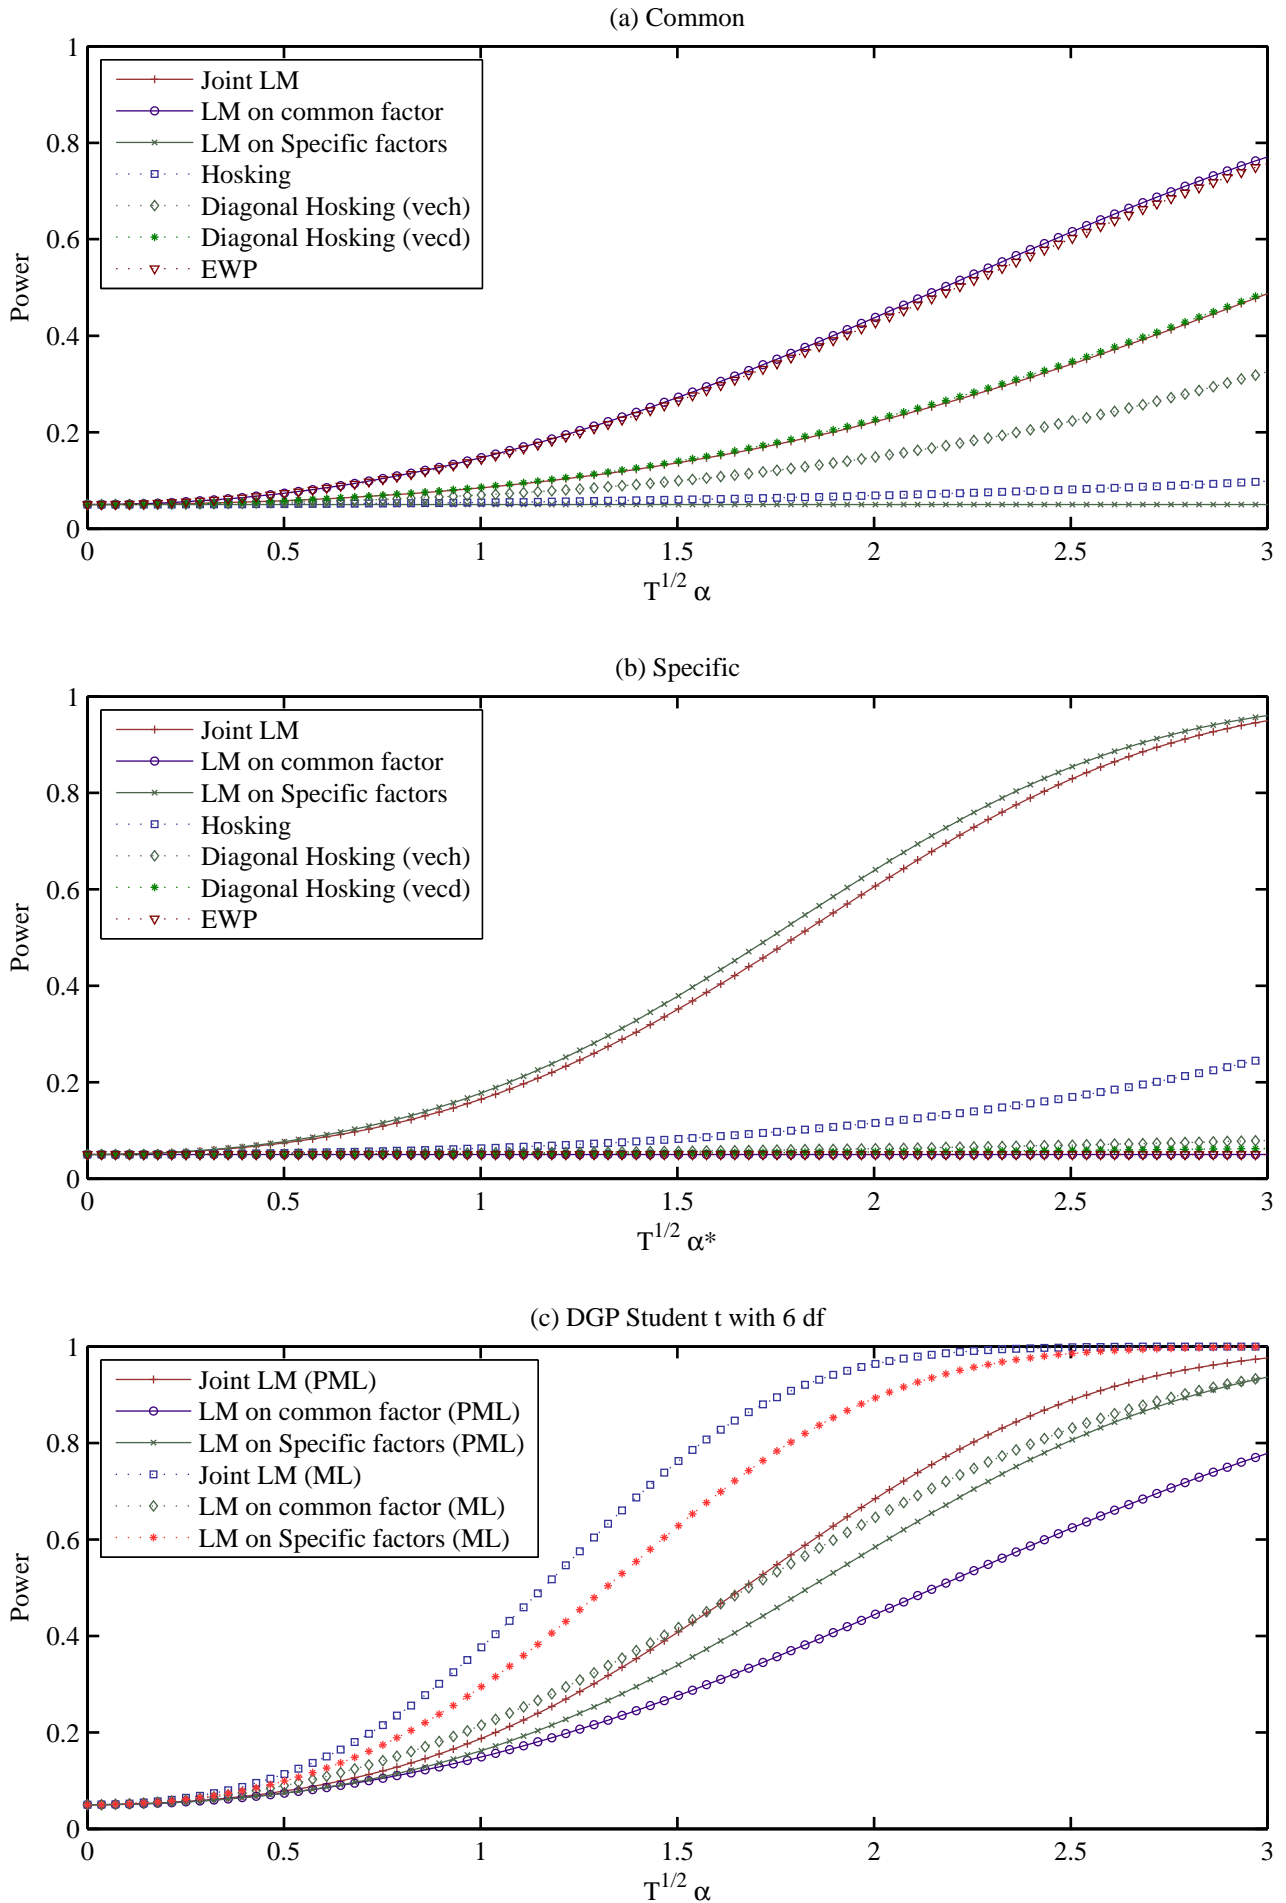 (a) Common
1
0.8
0.6
0.4
0.2
0
Power
Joint LM
LM on common factor
LM on Specific factors
Hosking
Diagonal Hosking (vech)
Diagonal Hosking (vecd)
EWP
0 0.5 1 1.5 2 2.5 3
T^{1/2} α
(b) Specific
1
0.8
0.6
0.4
0.2
0
Power
Joint LM
LM on common factor
LM on Specific factors
Hosking
Diagonal Hosking (vech)
Diagonal Hosking (vecd)
EWP
0 0.5 1 1.5 2 2.5 3
T^{1/2} α*
(c) DGP Student t with 6 df
1
0.8
0.6
0.4
0.2
0
Power
Joint LM (PML)
LM on common factor (PML)
LM on Specific factors (PML)
Joint LM (ML)
LM on common factor (ML)
LM on Specific factors (ML)
0 0.5 1 1.5 2 2.5 3
T^{1/2} α